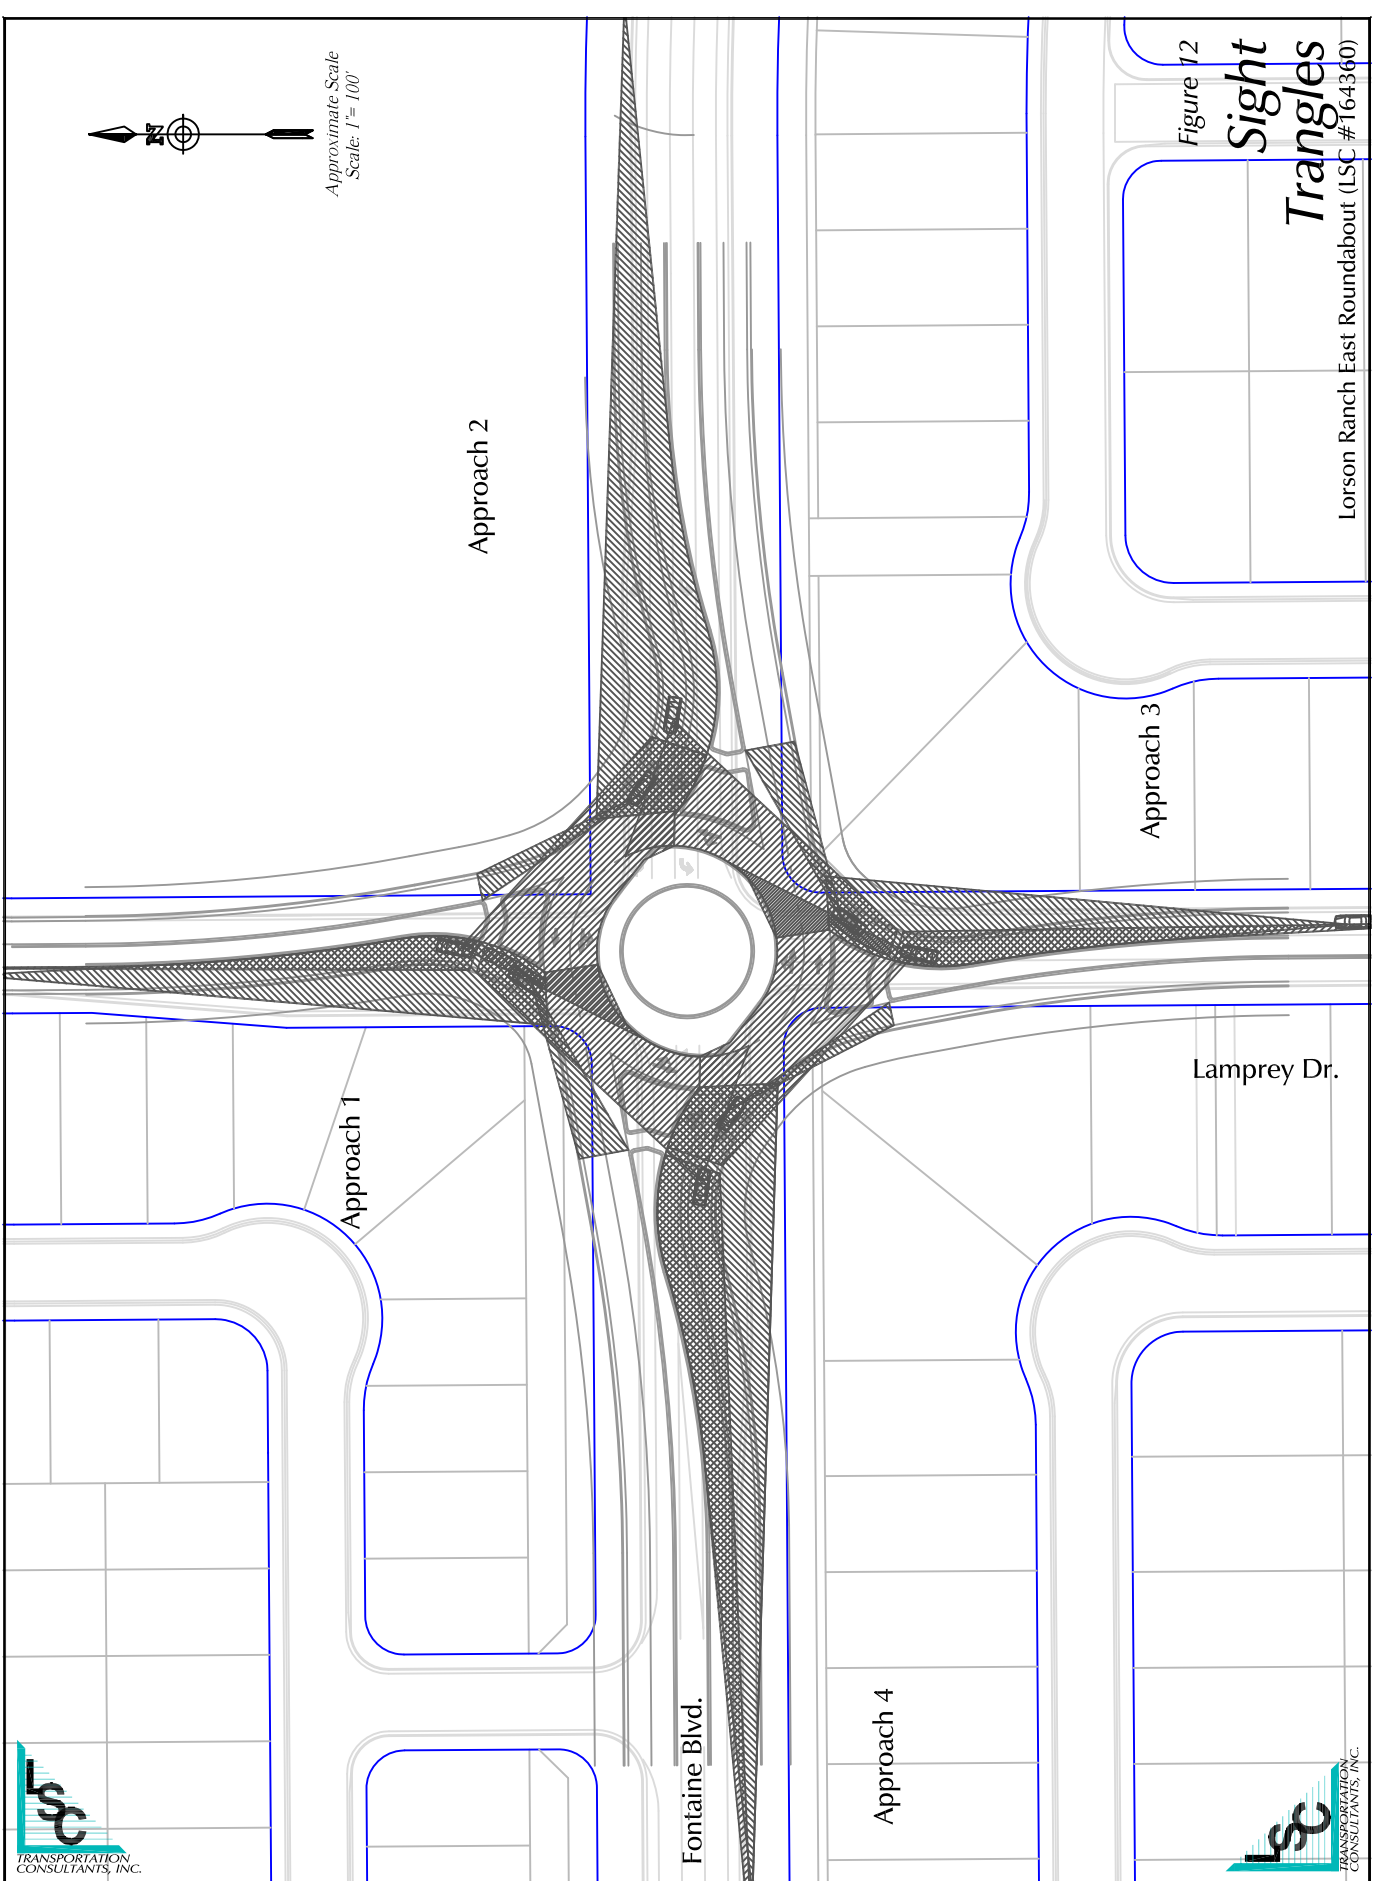 Figure 12
Sight
Trangles
Lorson Ranch East Roundabout (LSC #164360)
N
Approximate Scale
Scale: 1"= 100'
Approach 2
Approach 3
Approach 1
Lamprey Dr.
Approach 4
Fontaine Blvd.
LSC
TRANSPORTATION
CONSULTANTS, INC.
LSC
TRANSPORTATION
CONSULTANTS, INC.